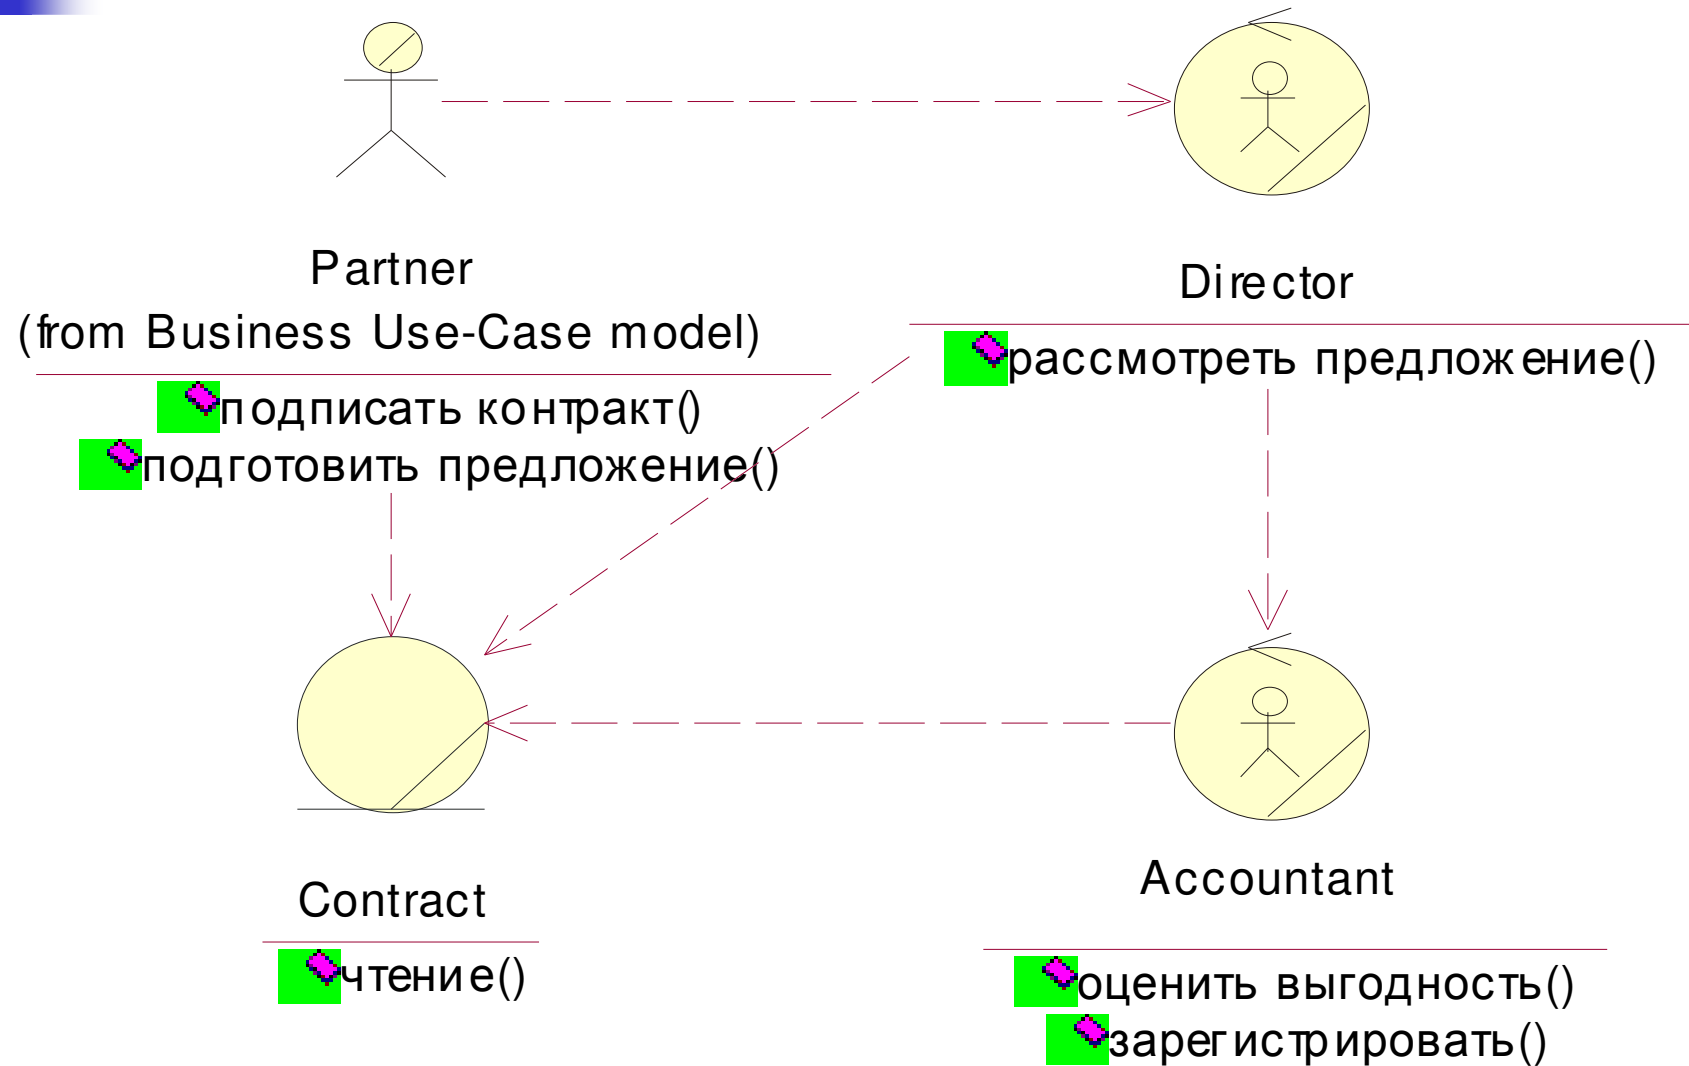 Partner
(from Business Use-Case model)
подписать контракт()
подготовить предложение()
Director
рассмотреть предложение()
Contract
чтение()
Accountant
оценить выгодность()
зарегистрировать()